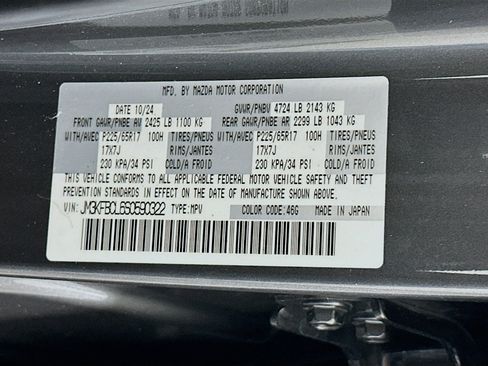 MFD. BY MAZDA MOTOR CORPORATION
DATE 10/24 GVWR/PNBV 4724 LB 2143 KG
FRONT GAWR/PNBE AV 2425 LB 1100 KG REAR GAWR/PNBE AR 2299 LB 1043 KG
WITH/AVEC P225/65R17 100H TIRES/PNEUS WITH/AVEC P225/65R17 100H TIRES/PNEUS
17X7J RIMS/JANTES 17X7J RIMS/JANTES
230 KPA/34 PSI COLD/A FROID 230 KPA/34 PSI COLD/A FROID
THIS VEHICLE CONFORMS TO ALL APPLICABLE FEDERAL MOTOR VEHICLE SAFETY AND THEFT
PREVENTION STANDARDS IN EFFECT ON THE DATE OF MANUFACTURE SHOWN ABOVE.
VIN: JM3KFBCL6S0590322 TYPE:MPV COLOR CODE:46G MADE IN JAPAN